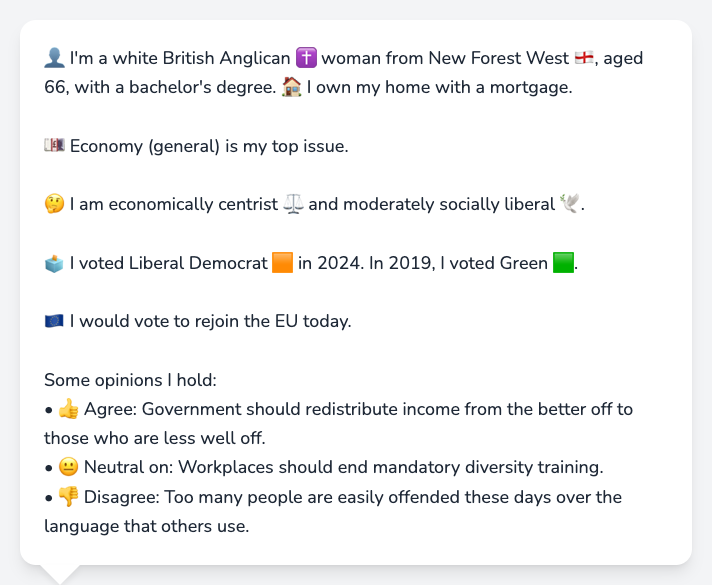 👤 I'm a white British Anglican ✝️ woman from New Forest West 🏴󠁧󠁢󠁥󠁮󠁧󠁿, aged
66, with a bachelor's degree. 🏠 I own my home with a mortgage.
💷 Economy (general) is my top issue.
🤔 I am economically centrist ⚖️ and moderately socially liberal 🕊️.
🗳️ I voted Liberal Democrat 🟧 in 2024. In 2019, I voted Green 🟩.
🇪🇺 I would vote to rejoin the EU today.
Some opinions I hold:
• 👍 Agree: Government should redistribute income from the better off to
those who are less well off.
• 😐 Neutral on: Workplaces should end mandatory diversity training.
• 👎 Disagree: Too many people are easily offended these days over the
language that others use.